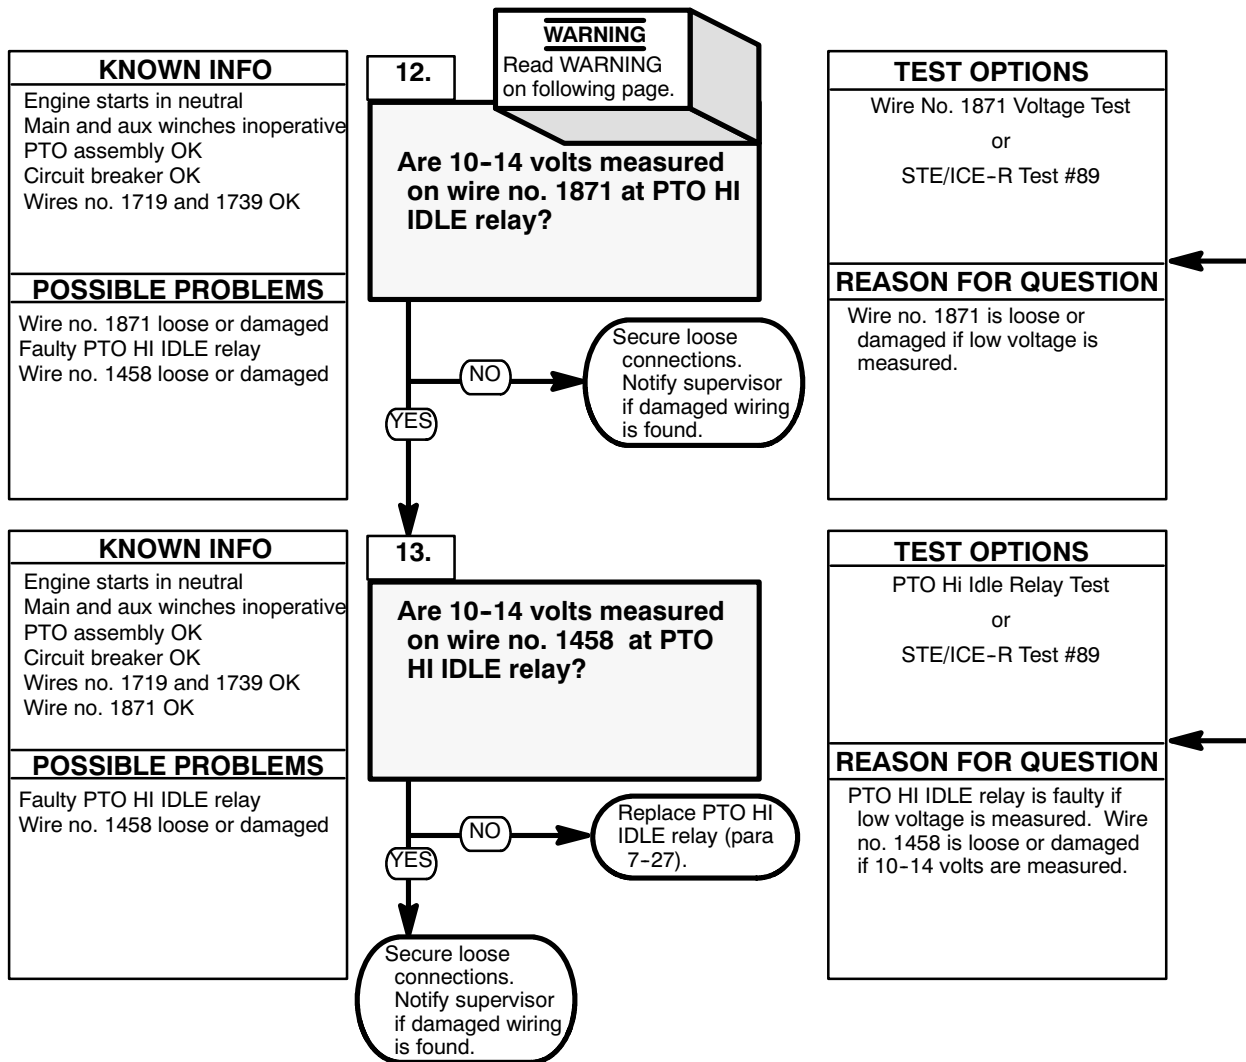 WARNING
Read WARNING
on following page.
KNOWN INFO
Engine starts in neutral
Main and aux winches inoperative
PTO assembly OK
Circuit breaker OK
Wires no. 1719 and 1739 OK
POSSIBLE PROBLEMS
Wire no. 1871 loose or damaged
Faulty PTO HI IDLE relay
Wire no. 1458 loose or damaged
12.
Are 10-14 volts measured
on wire no. 1871 at PTO HI
IDLE relay?
NO
Secure loose
connections.
Notify supervisor
if damaged wiring
is found.
YES
TEST OPTIONS
Wire No. 1871 Voltage Test
or
STE/ICE-R Test #89
REASON FOR QUESTION
Wire no. 1871 is loose or
damaged if low voltage is
measured.
KNOWN INFO
Engine starts in neutral
Main and aux winches inoperative
PTO assembly OK
Circuit breaker OK
Wires no. 1719 and 1739 OK
Wire no. 1871 OK
POSSIBLE PROBLEMS
Faulty PTO HI IDLE relay
Wire no. 1458 loose or damaged
13.
Are 10-14 volts measured
on wire no. 1458 at PTO
HI IDLE relay?
NO
Replace PTO HI
IDLE relay (para
7-27).
YES
Secure loose
connections.
Notify supervisor
if damaged wiring
is found.
TEST OPTIONS
PTO Hi Idle Relay Test
or
STE/ICE-R Test #89
REASON FOR QUESTION
PTO HI IDLE relay is faulty if
low voltage is measured. Wire
no. 1458 is loose or damaged
if 10-14 volts are measured.